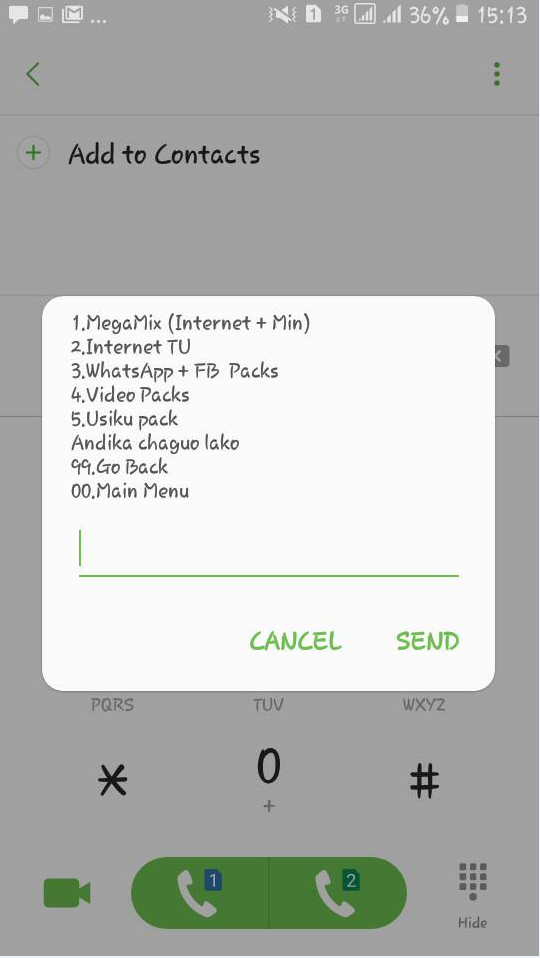 1
3G
36%
15:13
Add to Contacts
1.MegaMix (Internet + Min)
2.Internet TU
3.WhatsApp + FB Packs
4.Video Packs
5.Usiku pack
Andika chaguo lako
99.Go Back
00.Main Menu
CANCEL
SEND
PQRS
TUV
WXYZ
*
0
+
#
1
2
Hide